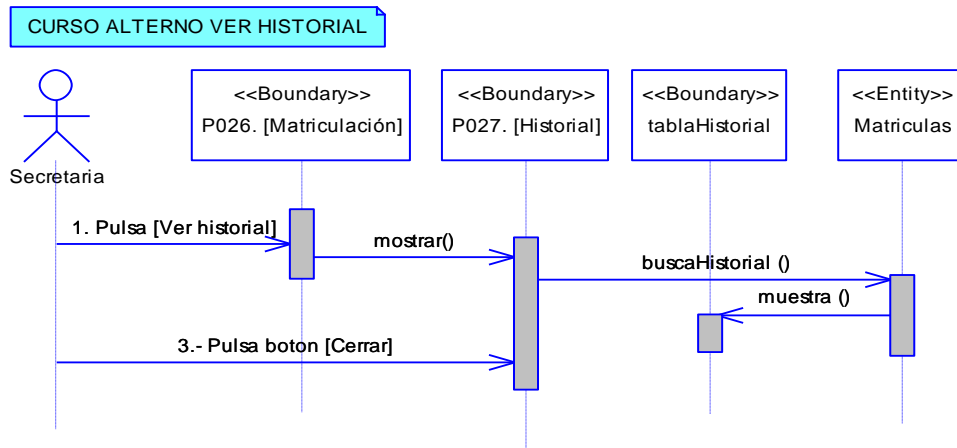 CURSO ALTERNO VER HISTORIAL
<<Boundary>>
P026. [Matriculación]
<<Boundary>>
P027. [Historial]
<<Boundary>>
tablaHistorial
<<Entity>>
Matriculas
Secretaria
1. Pulsa [Ver historial]
mostrar()
buscaHistorial ()
muestra ()
3.- Pulsa boton [Cerrar]